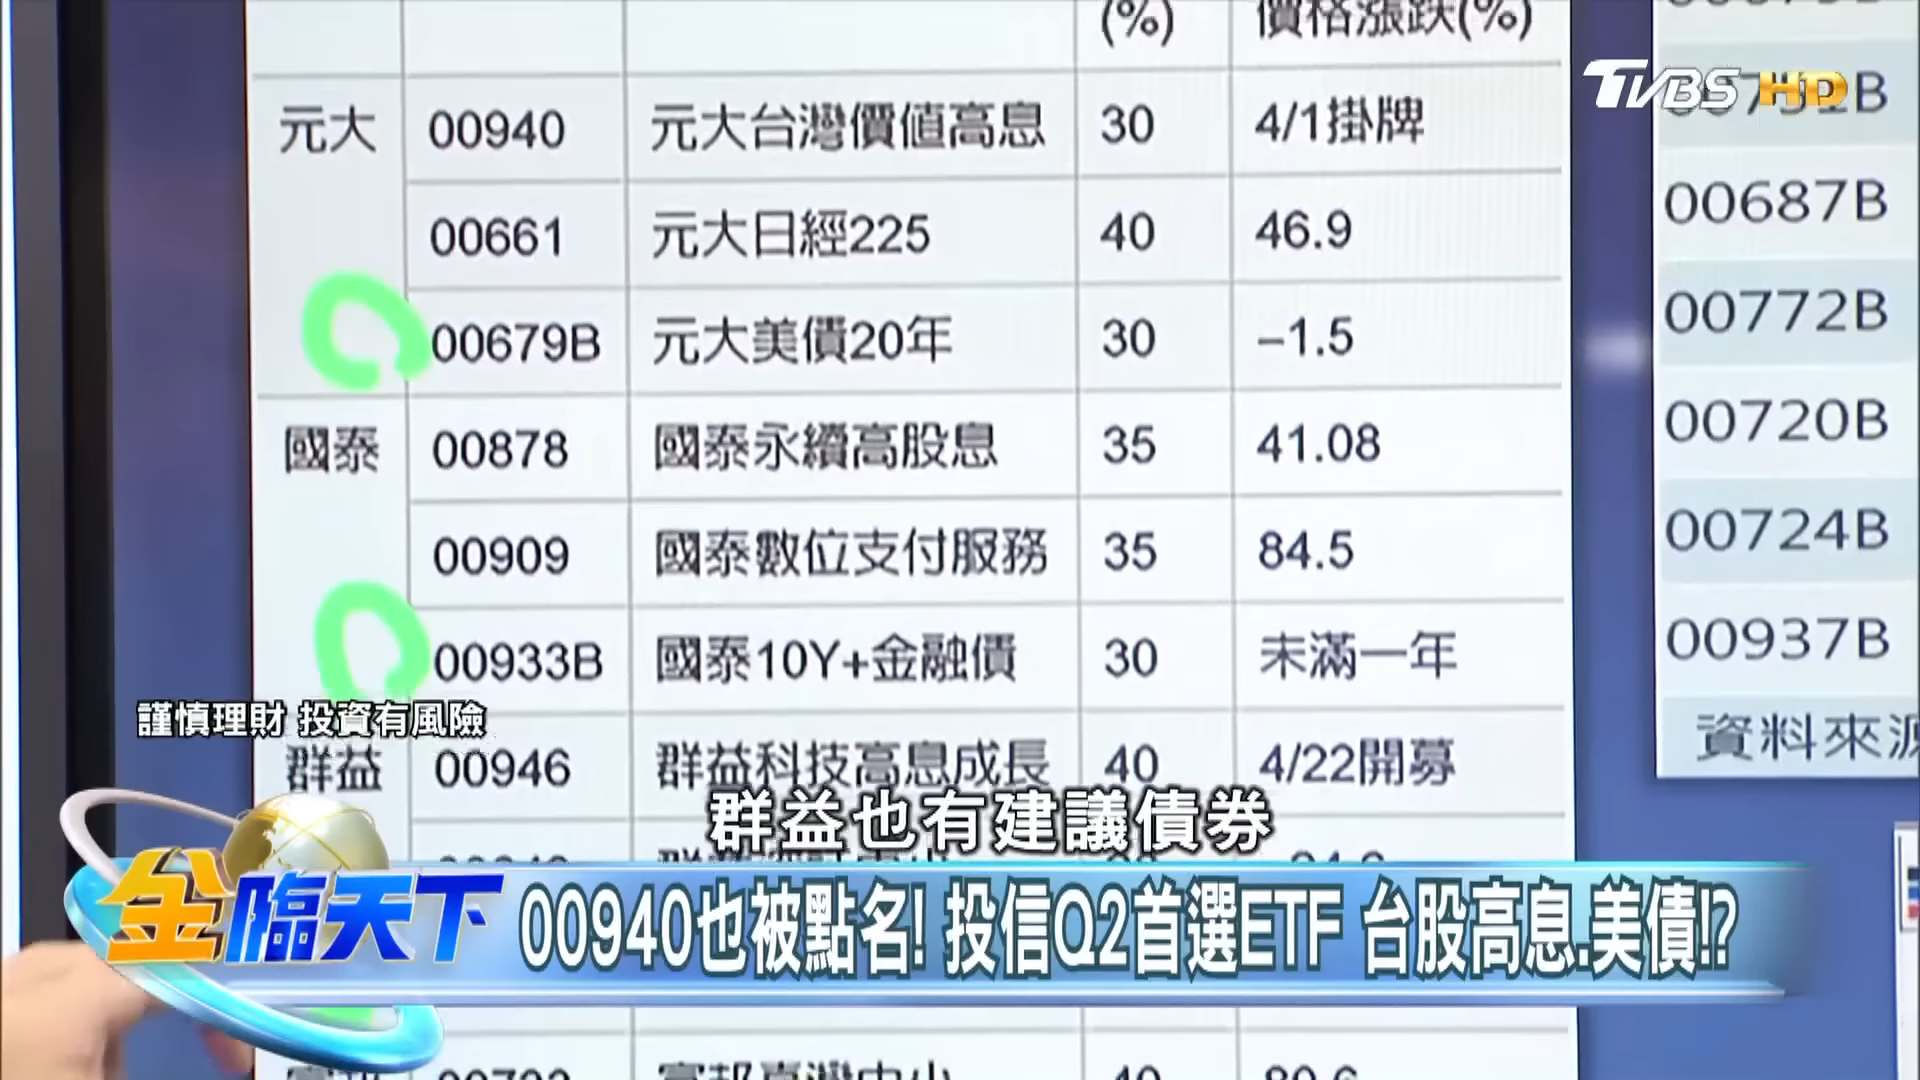 (%) 價格漲跌(%)
TVBS HD
元大 00940 元大台灣價值高息 30 4/1掛牌
00661 元大日經225 40 46.9
00679B 元大美債20年 30 –1.5
國泰 00878 國泰永續高股息 35 41.08
00909 國泰數位支付服務 35 84.5
00933B 國泰10Y+金融債 30 未滿一年
群益 00946 群益科技高息成長 40 4/22開募
00687B
00772B
00720B
00724B
00937B
資料來源
謹慎理財 投資有風險
群益也有建議債券
金臨天下
00940也被點名! 投信Q2首選ETF 台股高息.美債!?